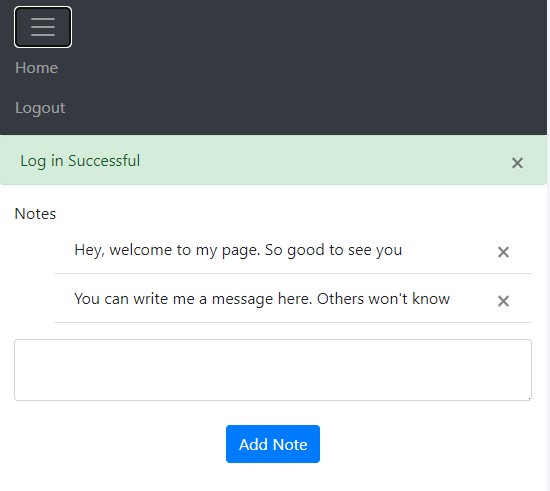 Home
Logout
Log in Successful
×
Notes
Hey, welcome to my page. So good to see you
×
You can write me a message here. Others won't know
×
Add Note